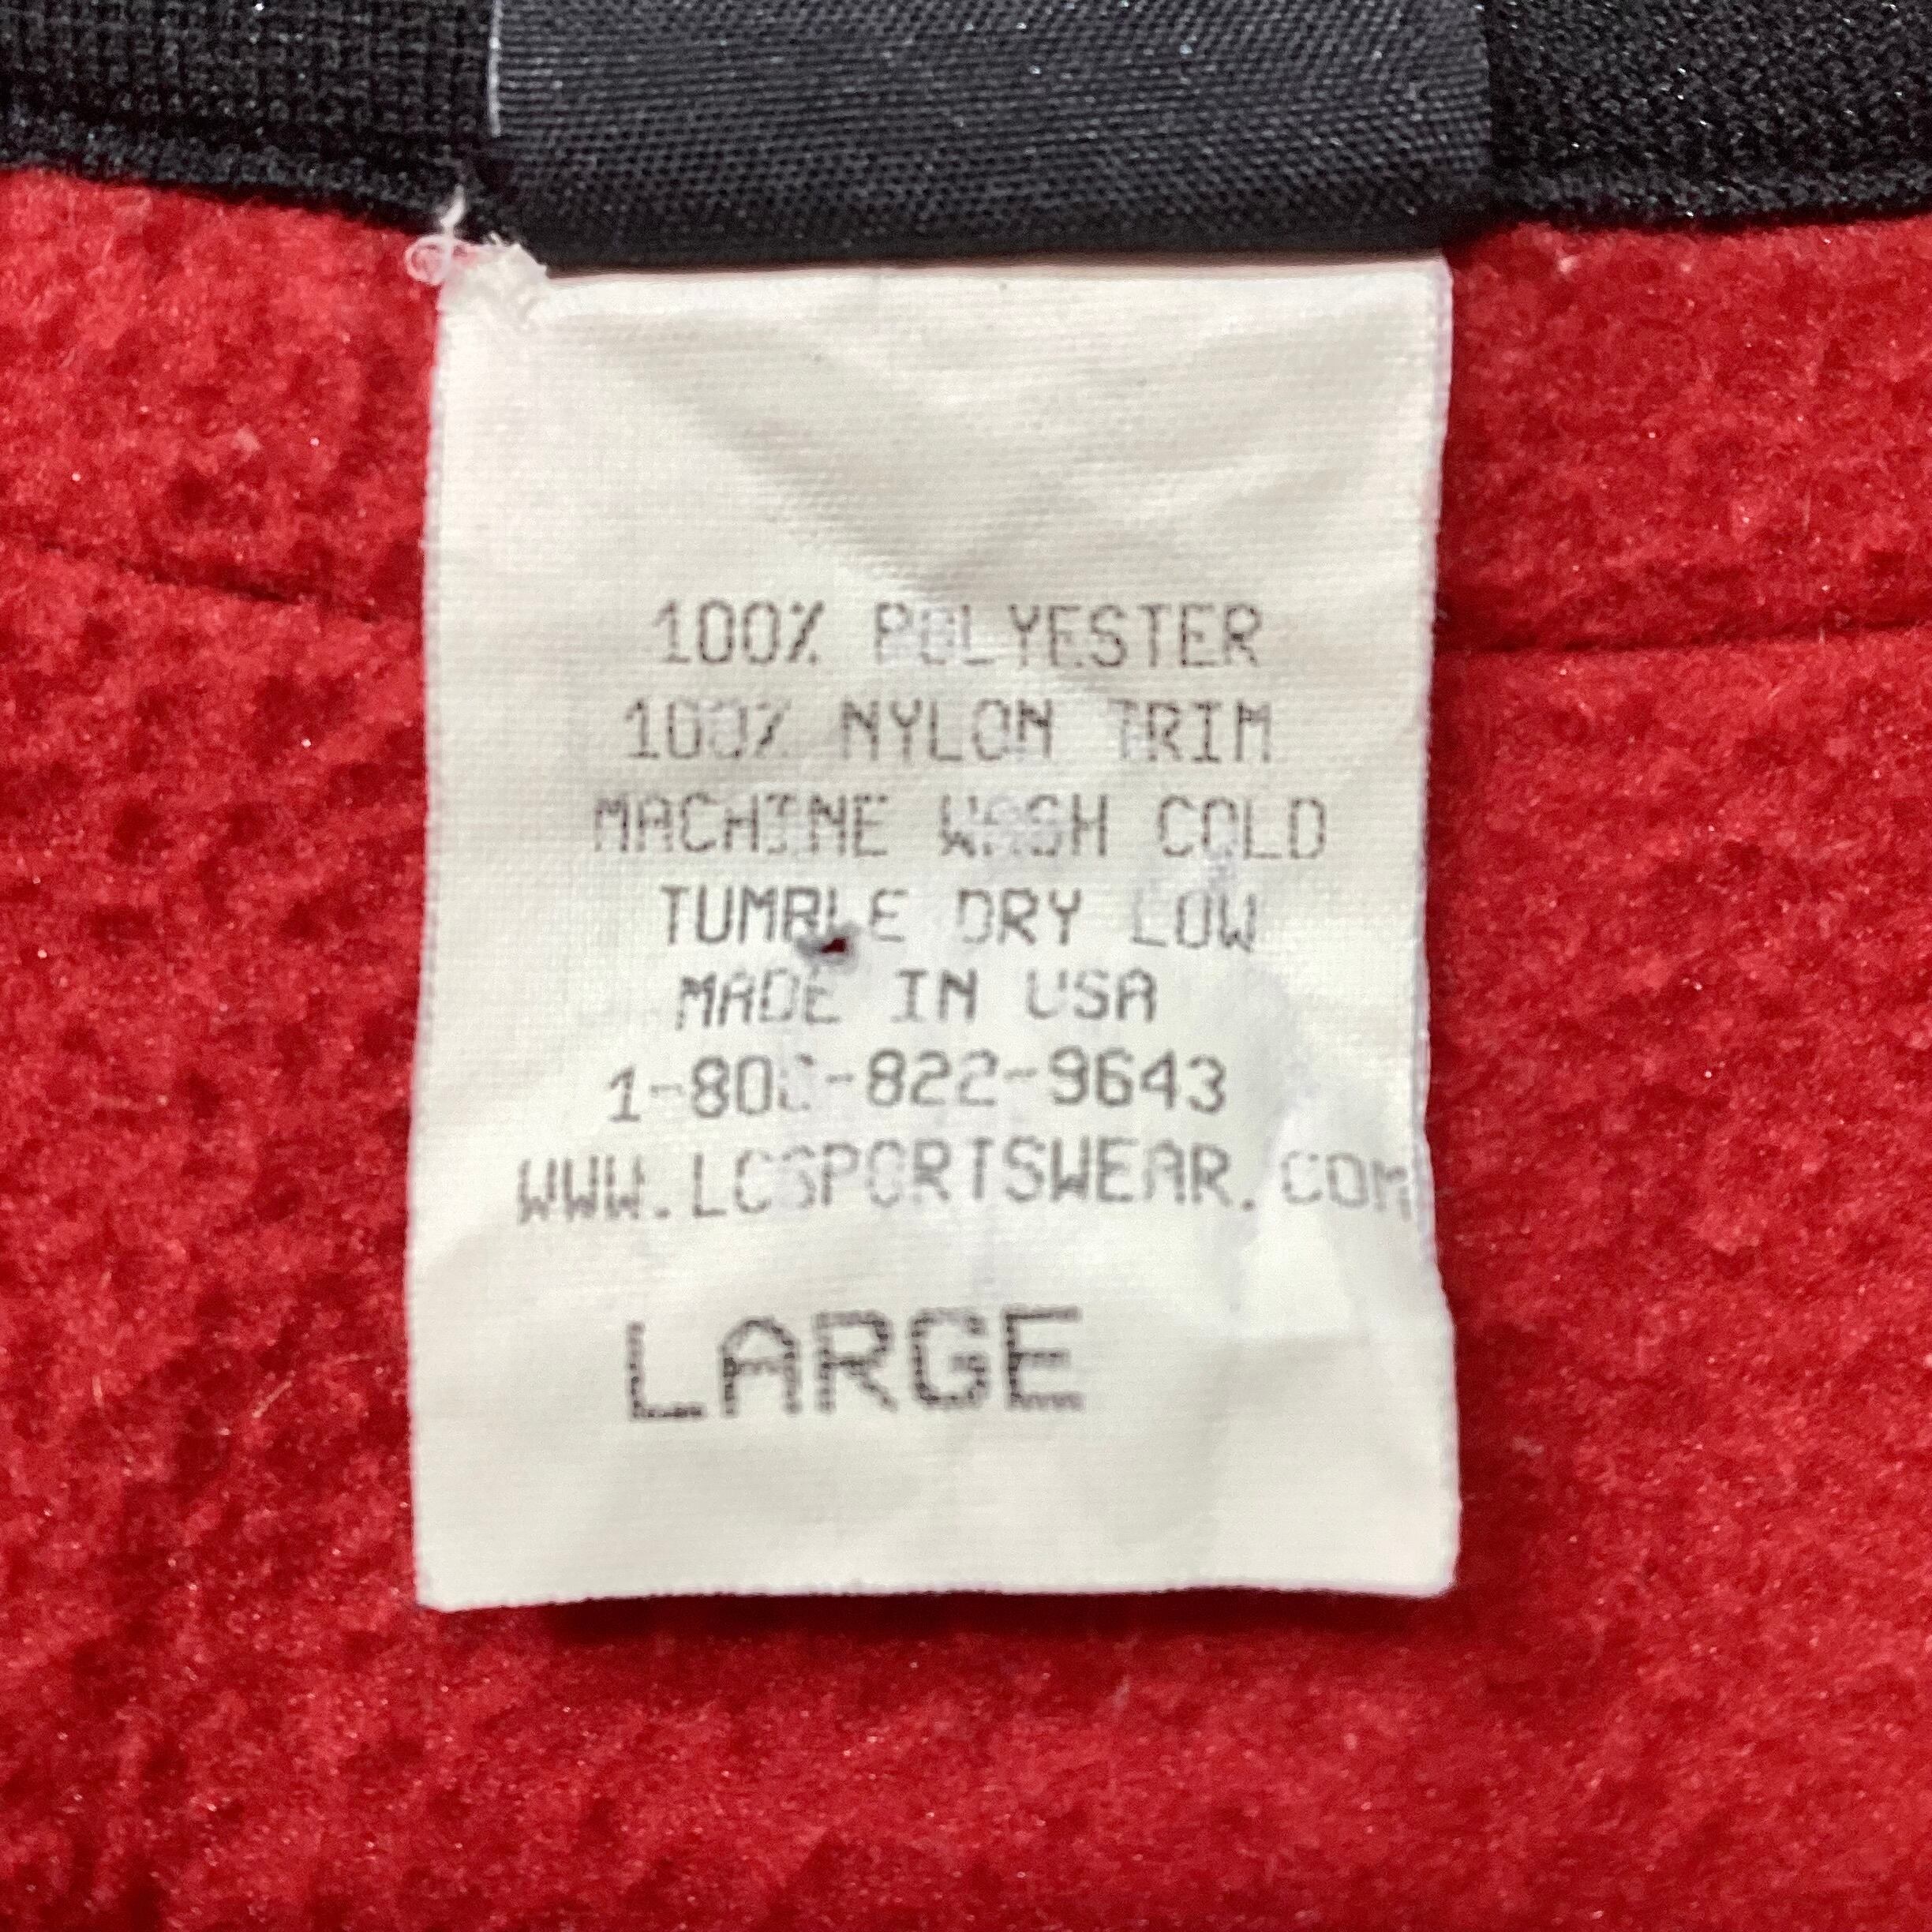 100% POLYESTER
100% NYLON TRIM
MACHINE WASH COLD
TUMBLE DRY LOW
MADE IN USA
1-800-822-9643
WWW.LCSPORTSWEAR.COM
LARGE